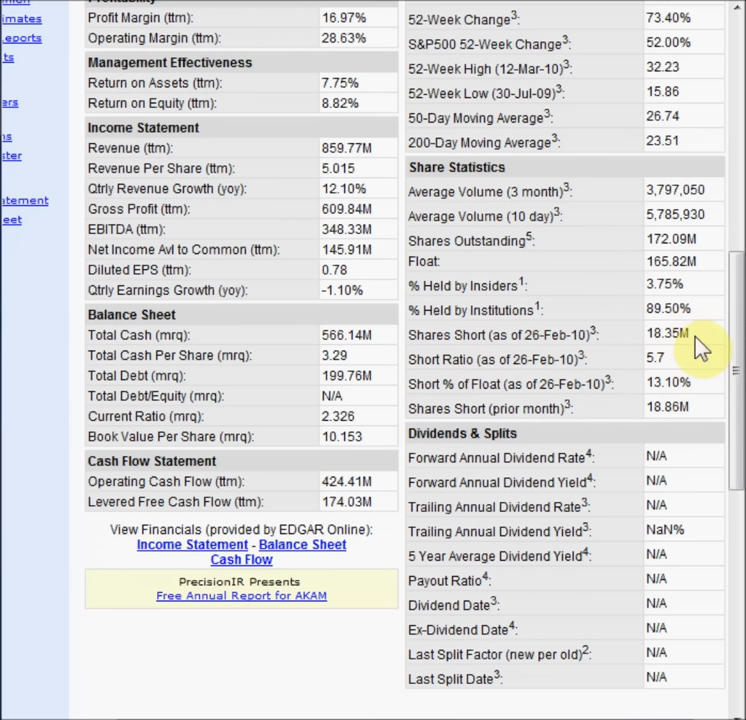 imates
eports
ts
ers
ns
ster
atement
eet
Profit Margin (ttm): 16.97%
Operating Margin (ttm): 28.63%
Management Effectiveness
Return on Assets (ttm): 7.75%
Return on Equity (ttm): 8.82%
Income Statement
Revenue (ttm): 859.77M
Revenue Per Share (ttm): 5.015
Qtrly Revenue Growth (yoy): 12.10%
Gross Profit (ttm): 609.84M
EBITDA (ttm): 348.33M
Net Income Avl to Common (ttm): 145.91M
Diluted EPS (ttm): 0.78
Qtrly Earnings Growth (yoy): -1.10%
Balance Sheet
Total Cash (mrq): 566.14M
Total Cash Per Share (mrq): 3.29
Total Debt (mrq): 199.76M
Total Debt/Equity (mrq): N/A
Current Ratio (mrq): 2.326
Book Value Per Share (mrq): 10.153
Cash Flow Statement
Operating Cash Flow (ttm): 424.41M
Levered Free Cash Flow (ttm): 174.03M
View Financials (provided by EDGAR Online):
Income Statement - Balance Sheet
Cash Flow
PrecisionIR Presents
Free Annual Report for AKAM
52-Week Change3: 73.40%
S&P500 52-Week Change3: 52.00%
52-Week High (12-Mar-10)3: 32.23
52-Week Low (30-Jul-09)3: 15.86
50-Day Moving Average3: 26.74
200-Day Moving Average3: 23.51
Share Statistics
Average Volume (3 month)3: 3,797,050
Average Volume (10 day)3: 5,785,930
Shares Outstanding5: 172.09M
Float: 165.82M
% Held by Insiders1: 3.75%
% Held by Institutions1: 89.50%
Shares Short (as of 26-Feb-10)3: 18.35M
Short Ratio (as of 26-Feb-10)3: 5.7
Short % of Float (as of 26-Feb-10)3: 13.10%
Shares Short (prior month)3: 18.86M
Dividends & Splits
Forward Annual Dividend Rate4: N/A
Forward Annual Dividend Yield4: N/A
Trailing Annual Dividend Rate3: N/A
Trailing Annual Dividend Yield3: NaN%
5 Year Average Dividend Yield4: N/A
Payout Ratio4: N/A
Dividend Date3: N/A
Ex-Dividend Date4: N/A
Last Split Factor (new per old)2: N/A
Last Split Date3: N/A